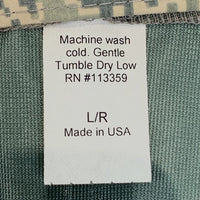 Machine wash
cold. Gentle
Tumble Dry Low
RN #113359
L/R
Made in USA